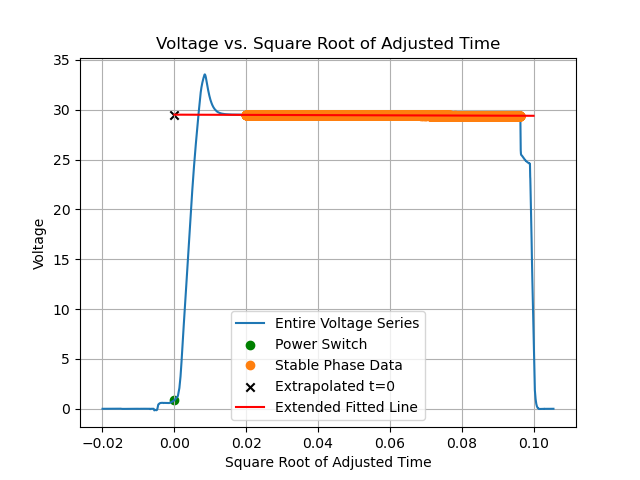 Voltage vs. Square Root of Adjusted Time
35
30
25
20
15
10
5
0
Voltage
Entire Voltage Series
Power Switch
Stable Phase Data
Extrapolated t=0
Extended Fitted Line
−0.02 0.00 0.02 0.04 0.06 0.08 0.10
Square Root of Adjusted Time